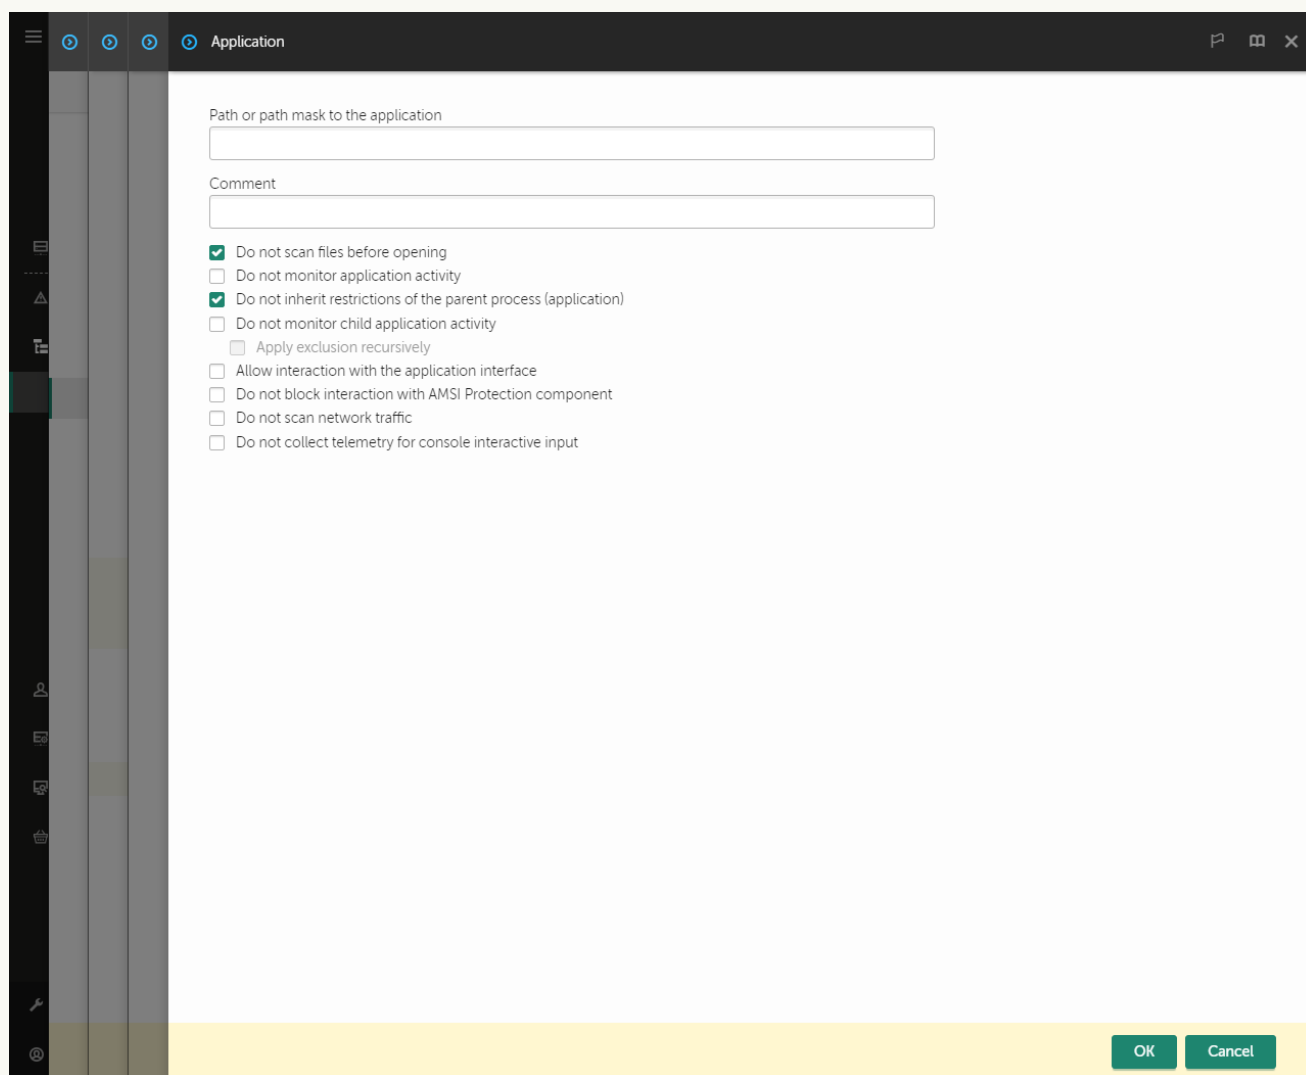 Application
Path or path mask to the application
Comment
Do not scan files before opening
Do not monitor application activity
Do not inherit restrictions of the parent process (application)
Do not monitor child application activity
Apply exclusion recursively
Allow interaction with the application interface
Do not block interaction with AMSI Protection component
Do not scan network traffic
Do not collect telemetry for console interactive input
OK Cancel